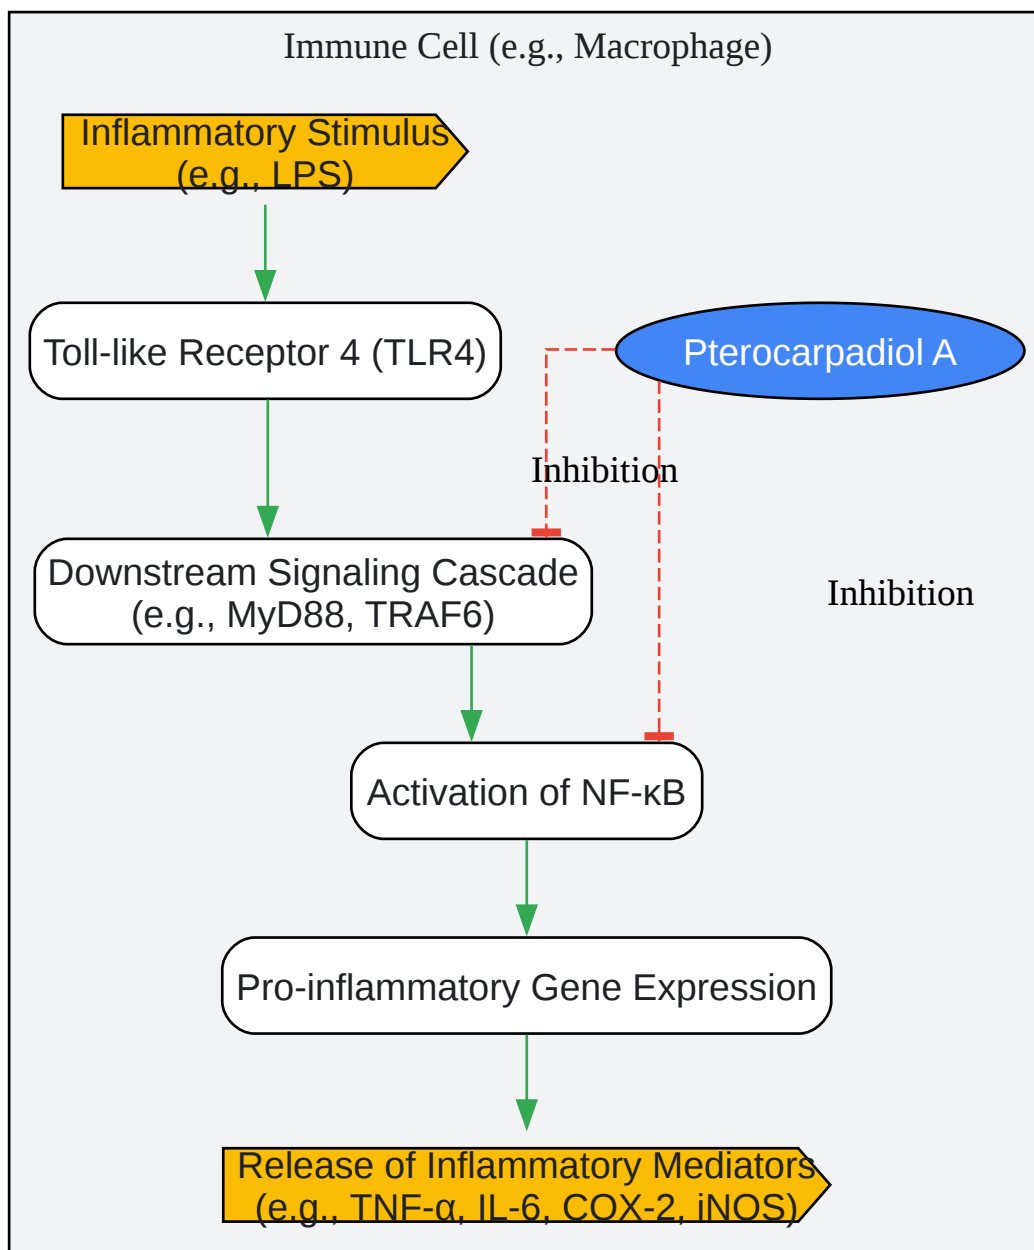 Immune Cell (e.g., Macrophage)
Inflammatory Stimulus
(e.g., LPS)
Toll-like Receptor 4 (TLR4)
Pterocarpadiol A
Inhibition
Downstream Signaling Cascade
(e.g., MyD88, TRAF6)
Inhibition
Activation of NF-κB
Pro-inflammatory Gene Expression
Release of Inflammatory Mediators
(e.g., TNF-α, IL-6, COX-2, iNOS)